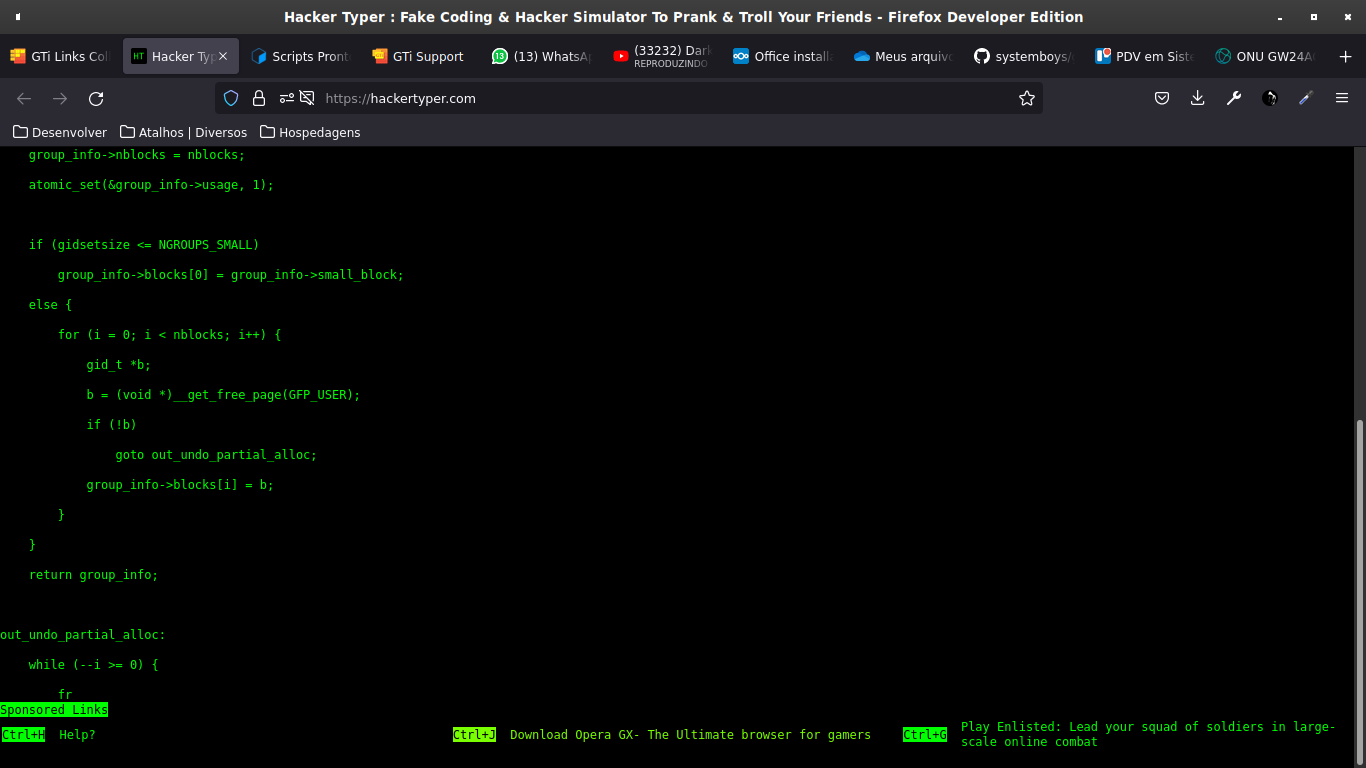 Hacker Typer : Fake Coding & Hacker Simulator To Prank & Troll Your Friends - Firefox Developer Edition
GTi Links Col
HT Hacker Typ
Scripts Pront
GTi Support
13 (13) WhatsA
(33232) Dark
REPRODUZINDO
Office install
Meus arquivo
systemboys/
PDV em Siste
ONU GW24A
https://hackertyper.com
Desenvolver
Atalhos | Diversos
Hospedagens
group_info->nblocks = nblocks;
atomic_set(&group_info->usage, 1);
if (gidsetsize <= NGROUPS_SMALL)
group_info->blocks[0] = group_info->small_block;
else {
for (i = 0; i < nblocks; i++) {
gid_t *b;
b = (void *)__get_free_page(GFP_USER);
if (!b)
goto out_undo_partial_alloc;
group_info->blocks[i] = b;
}
}
return group_info;
out_undo_partial_alloc:
while (--i >= 0) {
fr
Sponsored Links
Ctrl+H Help?
Ctrl+J Download Opera GX- The Ultimate browser for gamers
Ctrl+G Play Enlisted: Lead your squad of soldiers in large-
scale online combat